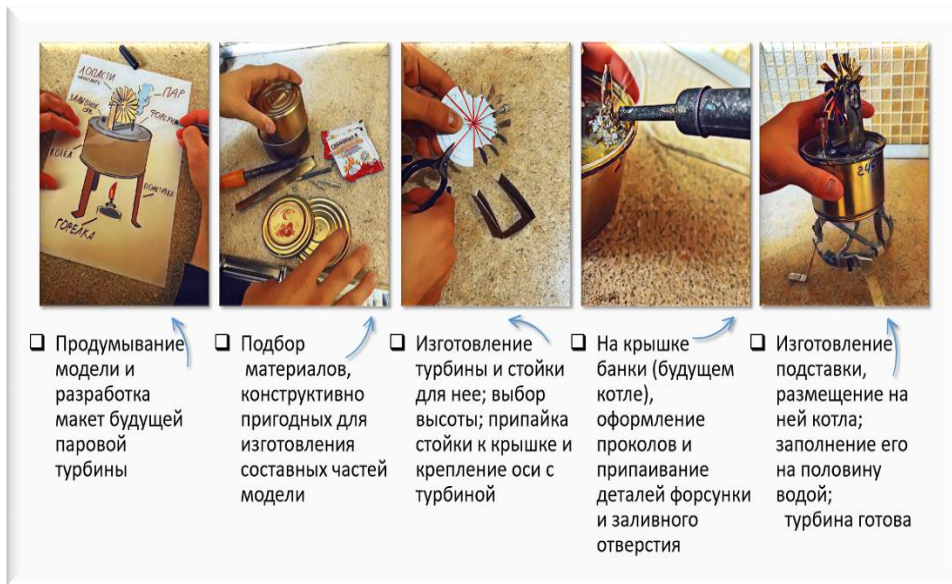 ЛОПАСТИ
ПАР
ФОРСУНКА
КОТЁЛ
ПОДСТАВКА
ГОРЕЛКА
245
Продумывание
модели и
разработка
макет будущей
паровой
турбины
Подбор
материалов,
конструктивно
пригодных для
изготовления
составных частей
модели
Изготовление
турбины и стойки
для нее; выбор
высоты; припайка
стойки к крышке и
крепление оси с
турбиной
На крышке
банки (будущем
котле),
оформление
проколов и
припаивание
деталей форсунки
и заливного
отверстия
Изготовление
подставки,
размещение на
ней котла;
заполнение его
на половину
водой;
турбина готова